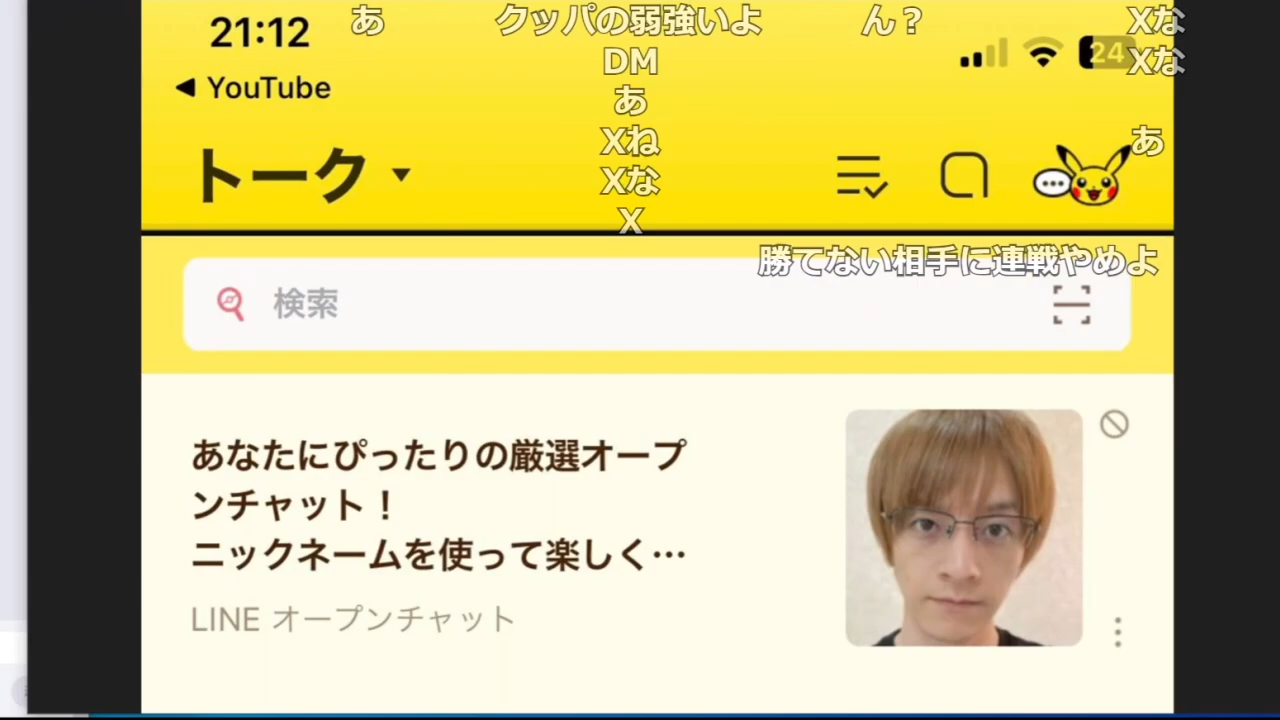 あ
クッパの弱強いよ
ん？
Xな
21:12
DM
24
Xな
YouTube
あ
Xね
あ
トーク
Xな
X
勝てない相手に連戦やめよ
検索
あなたにぴったりの厳選オープ
ンチャット！
ニックネームを使って楽しく…
LINE オープンチャット